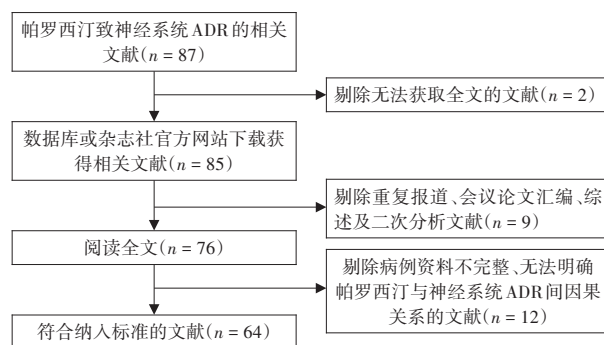 帕罗西汀致神经系统 ADR 的相关
文献(n = 87)
剔除无法获取全文的文献(n = 2)
数据库或杂志社官方网站下载获
得相关文献(n = 85)
剔除重复报道、会议论文汇编、综
述及二次分析文献(n = 9)
阅读全文(n = 76)
剔除病例资料不完整、无法明确
帕罗西汀与神经系统 ADR 间因果
关系的文献(n = 12)
符合纳入标准的文献(n = 64)